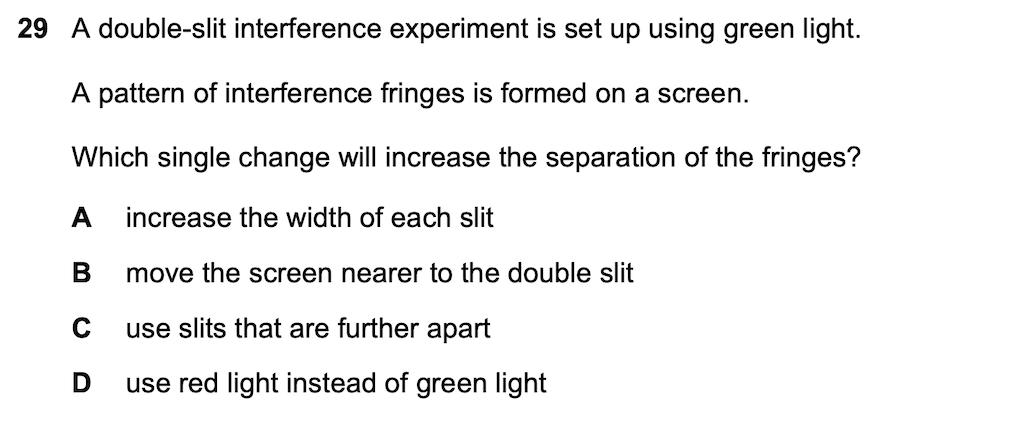 29 A double-slit interference experiment is set up using green light.
A pattern of interference fringes is formed on a screen.
Which single change will increase the separation of the fringes?
A increase the width of each slit
B move the screen nearer to the double slit
C use slits that are further apart
D use red light instead of green light